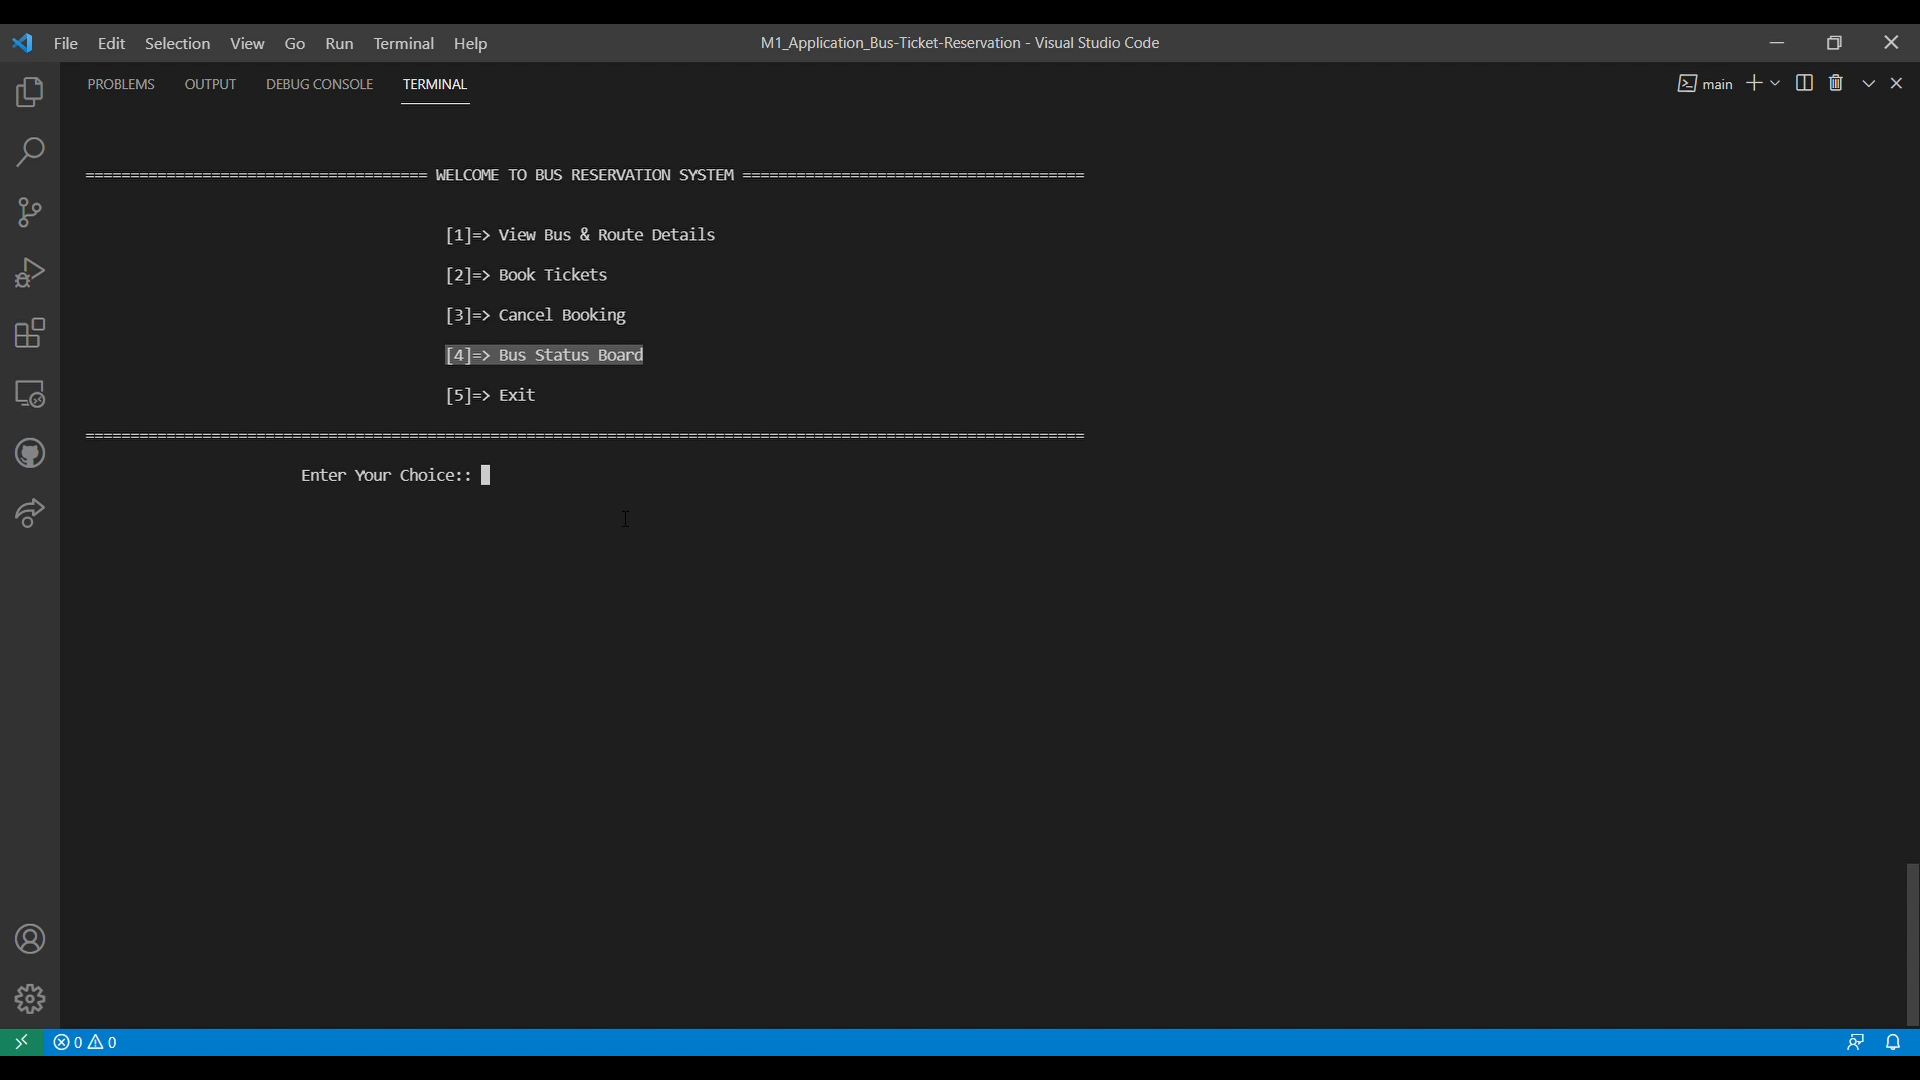 File Edit Selection View Go Run Terminal Help M1_Application_Bus-Ticket-Reservation - Visual Studio Code
PROBLEMS OUTPUT DEBUG CONSOLE TERMINAL main
====================================== WELCOME TO BUS RESERVATION SYSTEM ======================================
[1]=> View Bus & Route Details
[2]=> Book Tickets
[3]=> Cancel Booking
[4]=> Bus Status Board
[5]=> Exit
===============================================================================================================
Enter Your Choice::
0 0